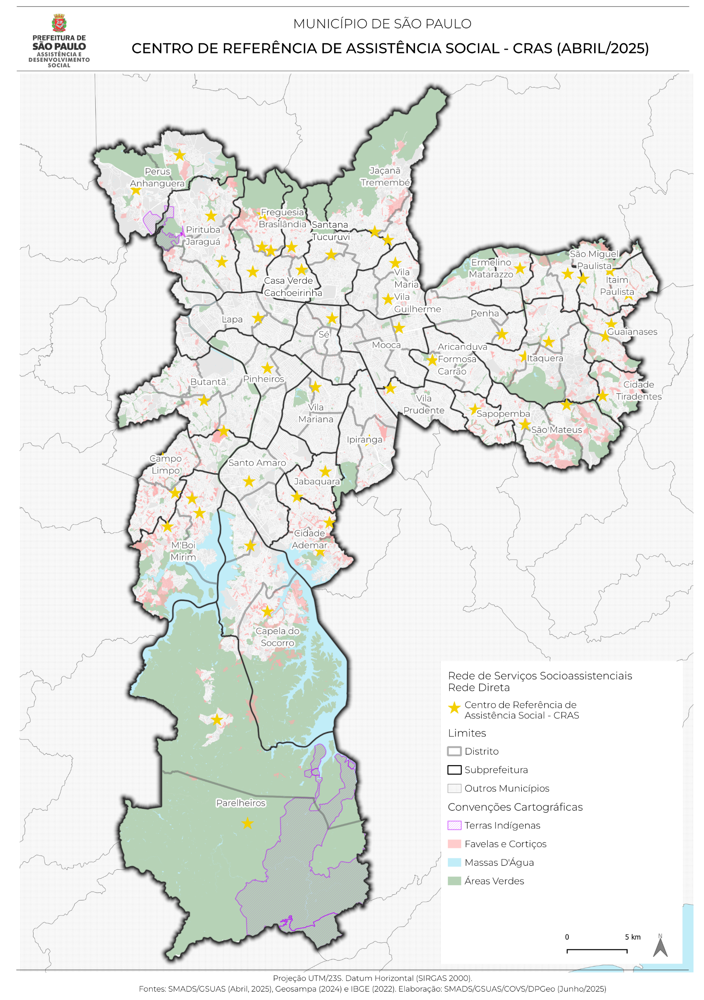 PREFEITURA DE
SÃO PAULO
ASSISTÊNCIA E
DESENVOLVIMENTO
SOCIAL
MUNICÍPIO DE SÃO PAULO
CENTRO DE REFERÊNCIA DE ASSISTÊNCIA SOCIAL - CRAS (ABRIL/2025)
Perus
Anhanguera
Jaçanã
Tremembé
Pirituba
Jaraguá
Freguesia
Brasilândia
Santana
Tucuruvi
Casa Verde
Cachoeirinha
Vila
Maria
Vila
Guilherme
Ermelino
Matarazzo
São Miguel
Paulista
Itaim
Paulista
Lapa
Sé
Mooca
Penha
Guaianases
Aricanduva
Formosa
Carrão
Itaquera
Butantã
Pinheiros
Vila
Mariana
Vila
Prudente
Cidade
Tiradentes
Sapopemba
São Mateus
Ipiranga
Campo
Limpo
Santo Amaro
Jabaquara
Cidade
Ademar
M'Boi
Mirim
Capela do
Socorro
Parelheiros
Rede de Serviços Socioassistenciais
Rede Direta
Centro de Referência de
Assistência Social - CRAS
Limites
Distrito
Subprefeitura
Outros Municípios
Convenções Cartográficas
Terras Indígenas
Favelas e Cortiços
Massas D'Água
Áreas Verdes
0 5 km
N
Projeção UTM/23S. Datum Horizontal (SIRGAS 2000).
Fontes: SMADS/GSUAS (Abril, 2025), Geosampa (2024) e IBGE (2022). Elaboração: SMADS/GSUAS/COVS/DPGeo (Junho/2025)